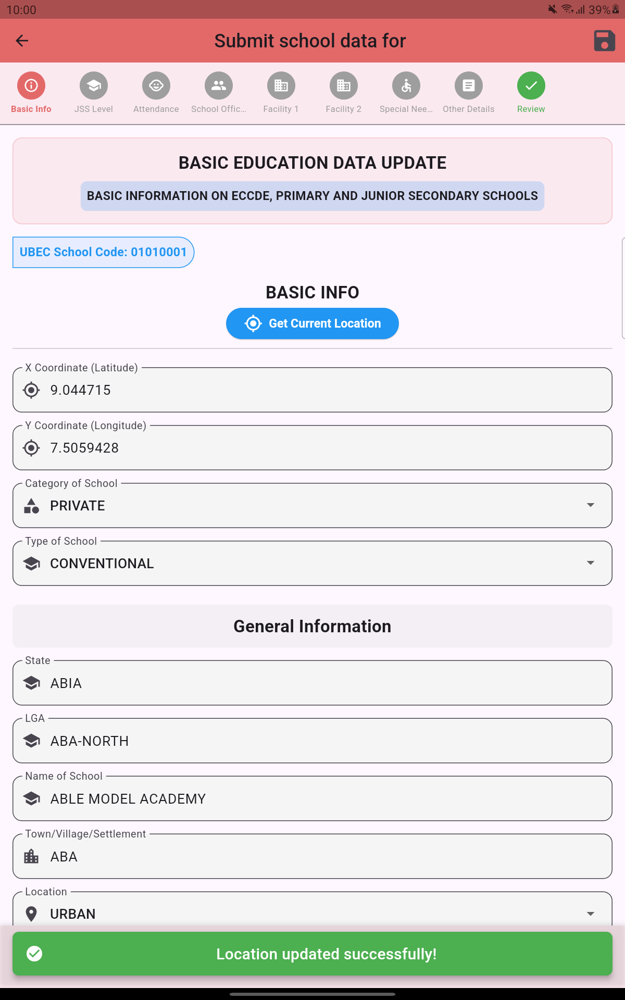 10:00
39%
Submit school data for
Basic Info
JSS Level
Attendance
School Offic...
Facility 1
Facility 2
Special Nee...
Other Details
Review
BASIC EDUCATION DATA UPDATE
BASIC INFORMATION ON ECCDE, PRIMARY AND JUNIOR SECONDARY SCHOOLS
UBEC School Code: 01010001
BASIC INFO
Get Current Location
X Coordinate (Latitude)
9.044715
Y Coordinate (Longitude)
7.5059428
Category of School
PRIVATE
Type of School
CONVENTIONAL
General Information
State
ABIA
LGA
ABA-NORTH
Name of School
ABLE MODEL ACADEMY
Town/Village/Settlement
ABA
Location
URBAN
Location updated successfully!